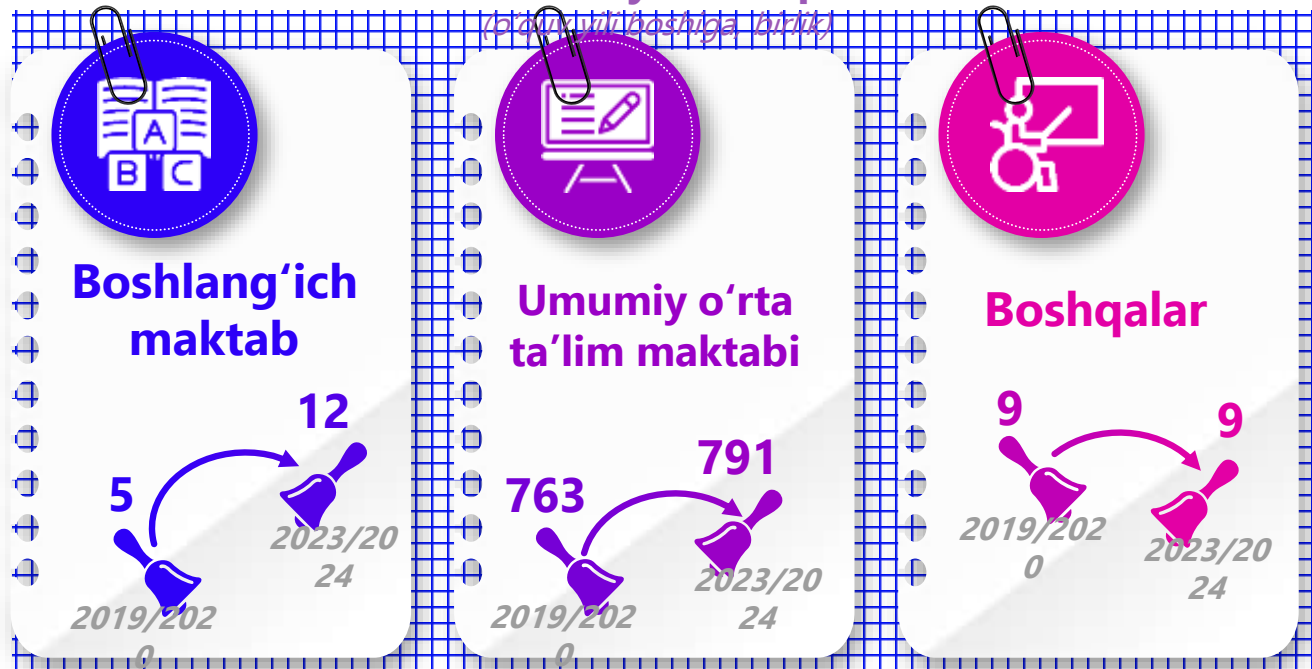 (o‘quv yili boshiga, birlik)
A
B
C
Boshlang‘ich
maktab
12
5
2023/20
24
2019/202
0
Umumiy o‘rta
ta’lim maktabi
791
763
2023/20
24
2019/202
0
Boshqalar
9
9
2019/202
0
2023/20
24